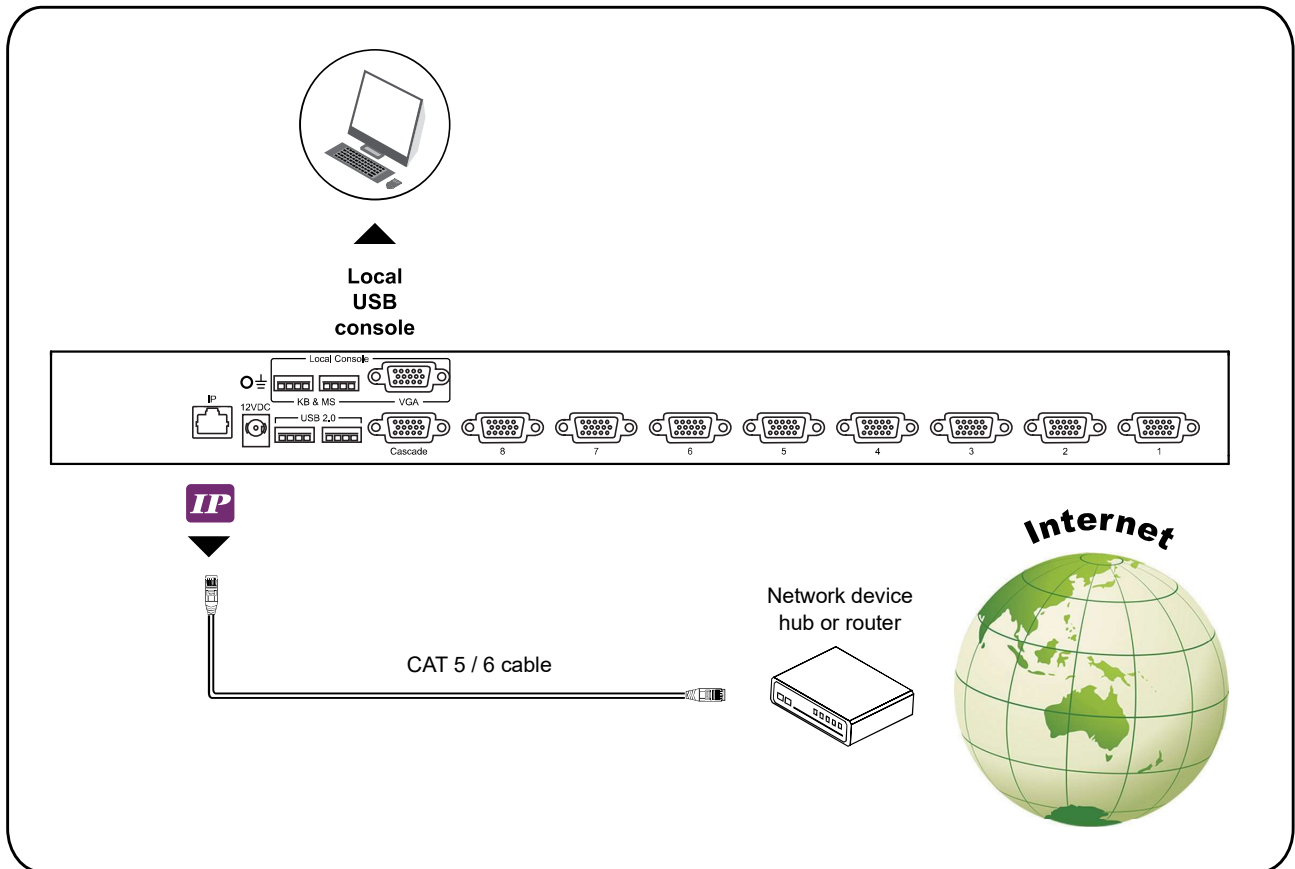 Local
USB
console
Local Console
IP
12VDC
KB & MS
VGA
USB 2.0
Cascade
8
7
6
5
4
3
2
1
IP
Internet
Network device
hub or router
CAT 5 / 6 cable